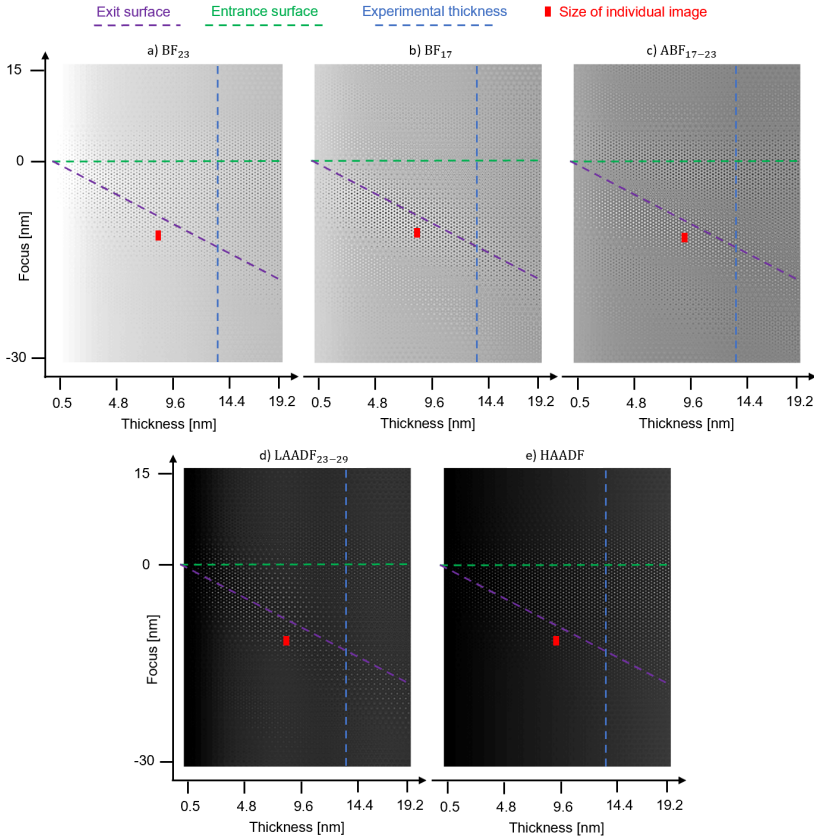 Exit surface Entrance surface Experimental thickness Size of individual image
a) BF₂₃ b) BF₁₇ c) ABF₁₇₋₂₃
15
0
-30
Focus [nm]
0.5 4.8 9.6 14.4 19.2 0.5 4.8 9.6 14.4 19.2 0.5 4.8 9.6 14.4 19.2
Thickness [nm] Thickness [nm] Thickness [nm]
d) LAADF₂₃₋₂₉ e) HAADF
15
0
-30
Focus [nm]
0.5 4.8 9.6 14.4 19.2 0.5 4.8 9.6 14.4 19.2
Thickness [nm] Thickness [nm]